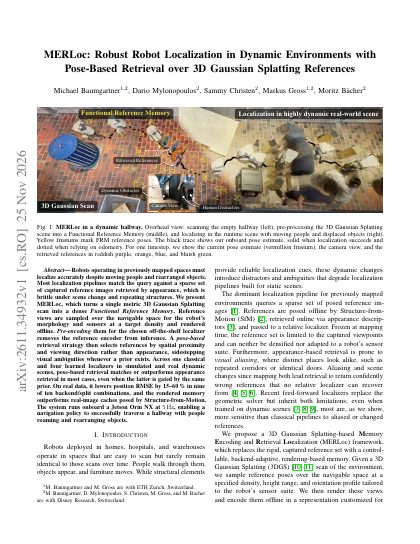 MERLoc: Robust Robot Localization in Dynamic Environments with
Pose-Based Retrieval over 3D Gaussian Splatting References
Michael Baumgartner1,2, Dario Mylonopoulos2, Sammy Christen2, Markus Gross1,2, Moritz Bächer2
Functional Reference Memory
Localization in highly dynamic real-world scene
Retrieved References
Dynamic Obstacles
3D Gaussian Scan
Camera View
Human Distractors
Fig. 1: MERLoc in a dynamic hallway. Overhead view: scanning the empty hallway (left), pre-processing the 3D Gaussian Splatting
scene into a Functional Reference Memory (middle), and localizing in the runtime scene with moving people and displaced objects (right).
Yellow frustums mark FRM reference poses. The black trace shows our onboard pose estimate, solid when localization succeeds and
dotted when relying on odometry. For one timestep, we show the current pose estimate (vermilion frustum), the camera view, and the
retrieved references in reddish purple, orange, blue, and bluish green.
Abstract—Robots operating in previously mapped spaces must
localize accurately despite moving people and rearranged objects.
Most localization pipelines match the query against a sparse set
of captured reference images retrieved by appearance, which is
brittle under scene change and repeating structures. We present
MERLoc, which turns a single metric 3D Gaussian Splatting
scan into a dense Functional Reference Memory. Reference
views are sampled over the navigable space for the robot's
morphology and sensors at a target density and rendered
offline. Pre-encoding them for the chosen off-the-shelf localizer
removes the reference encoder from inference. A pose-based
retrieval strategy then selects references by spatial proximity
and viewing direction rather than appearance, sidestepping
visual ambiguity whenever a prior exists. Across one classical
and four learned localizers in simulated and real dynamic
scenes, pose-based retrieval matches or outperforms appearance
retrieval in most cases, even when the latter is gated by the same
prior. On real data, it lowers position RMSE by 15–60 % in nine
of ten backend/split combinations, and the rendered memory
outperforms real-image anchors posed by Structure-from-Motion.
The system runs onboard a Jetson Orin NX at 5 Hz, enabling
a navigation policy to successfully traverse a hallway with people
roaming and rearranging objects.
I. Introduction
Robots deployed in homes, hospitals, and warehouses
operate in spaces that are easy to scan but rarely remain
identical to those scans over time. People walk through them,
objects appear, and furniture moves. While structural elements
1M. Baumgartner and M. Gross are with ETH Zurich, Switzerland.
2M. Baumgartner, D. Mylonopoulos, S. Christen, M. Gross, and M. Bächer
are with Disney Research, Switzerland.
provide reliable localization cues, these dynamic changes
introduce distractors and ambiguities that degrade localization
pipelines built for static scenes.
The dominant localization pipeline for previously mapped
environments queries a sparse set of posed reference im-
ages [1]. References are posed offline by Structure-from-
Motion (SfM) [2], retrieved online via appearance descrip-
tors [3], and passed to a relative localizer. Frozen at mapping
time, the reference set is limited to the captured viewpoints
and can neither be densified nor adapted to a robot's sensor
suite. Furthermore, appearance-based retrieval is prone to
visual aliasing, where distinct places look alike, such as
repeated corridors or identical doors. Aliasing and scene
changes since mapping both lead retrieval to return confidently
wrong references that no relative localizer can recover
from [4, 5, 6]. Recent feed-forward localizers replace the
geometric solver but inherit both limitations; even when
trained on dynamic scenes [7, 8, 9], most are, as we show,
more sensitive than classical pipelines to aliased or changed
references.
We propose a 3D Gaussian Splatting-based Memory
Encoding and Retrieval Localization (MERLoc) framework,
which replaces the rigid, captured reference set with a control-
lable, backend-adaptive, rendering-based memory. Given a 3D
Gaussian Splatting (3DGS) [10, 11] scan of the environment,
we sample reference poses over the navigable space at a
specified density, height range, and orientation profile tailored
to the robot's sensor suite. We then render these views and
encode them offline in a representation customized for
arXiv:2611.34932v1 [cs.RO] 25 Nov 2026